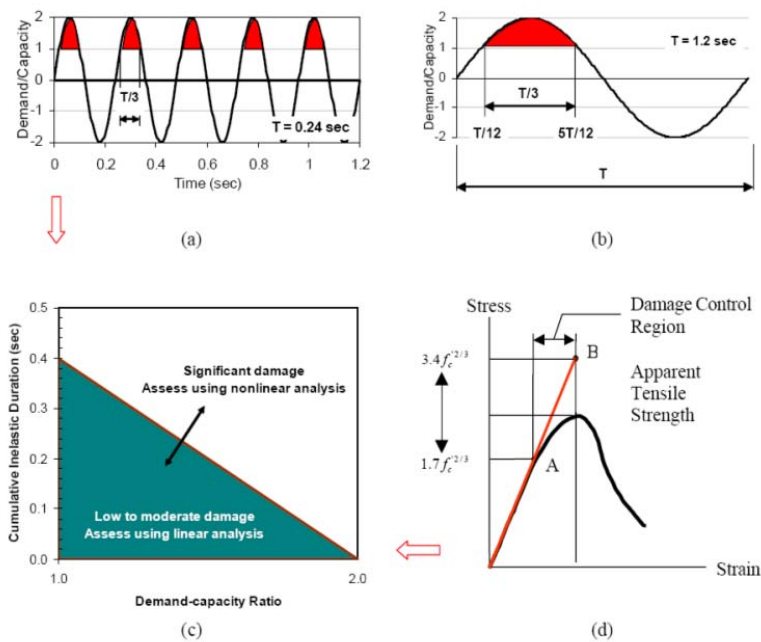 Demand/Capacity
2
1
0
-1
-2
T/3
T = 0.24 sec
0 0.2 0.4 0.6 0.8 1 1.2
Time (sec)
(a)
Demand/Capacity
2
1
0
-1
-2
T = 1.2 sec
T/3
T/12 5T/12
T
(b)
Cumulative Inelastic Duration (sec)
0.5
0.4
0.3
0.2
0.1
0.0
Significant damage
Assess using nonlinear analysis
Low to moderate damage
Assess using linear analysis
1.0 2.0
Demand-capacity Ratio
(c)
Stress
Damage Control
Region
B
3.4 f_c'^2/3
Apparent
Tensile
Strength
1.7 f_c'^2/3
A
Strain
(d)